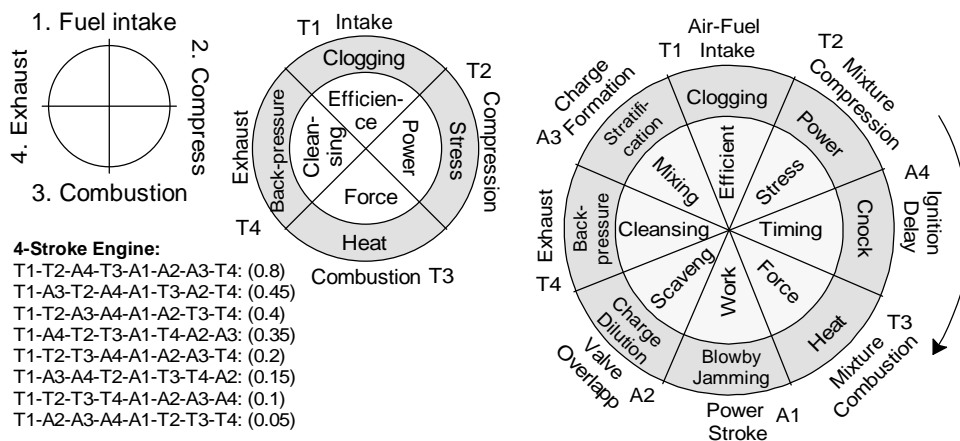 1. Fuel intake
2. Compress
3. Combustion
4. Exhaust
T1
Intake
T2
Compression
Combustion T3
T4
Exhaust
Clogging
Stress
Heat
Back-pressure
Efficien-
ce
Power
Force
Clean-
sing
4-Stroke Engine:
T1-T2-A4-T3-A1-A2-A3-T4: (0.8)
T1-A3-T2-A4-A1-T3-A2-T4: (0.45)
T1-T2-A3-A4-T3-A1-A2-T4: (0.4)
T1-A4-T2-T3-A1-T4-A2-A3: (0.35)
T1-T2-T3-A4-A1-A2-A3-T4: (0.2)
T1-A3-A4-T2-A1-T3-T4-A2: (0.15)
T1-T2-T3-T4-A1-A2-A3-A4: (0.1)
T1-A2-A3-A4-A1-T2-T3-T4: (0.05)
T1
Air-Fuel
Intake
T2
Mixture
Compression
A4
Ignition
Delay
T3
Mixture
Combustion
A1
Power
Stroke
A2
Valve
Overlapp
T4
Exhaust
A3
Charge
Formation
Clogging
Power
Cnock
Heat
Blowby
Jamming
Charge
Dilution
Back-
pressure
Stratifi-
cation
Efficient
Stress
Timing
Force
Work
Scaveng
Cleansing
Mixing